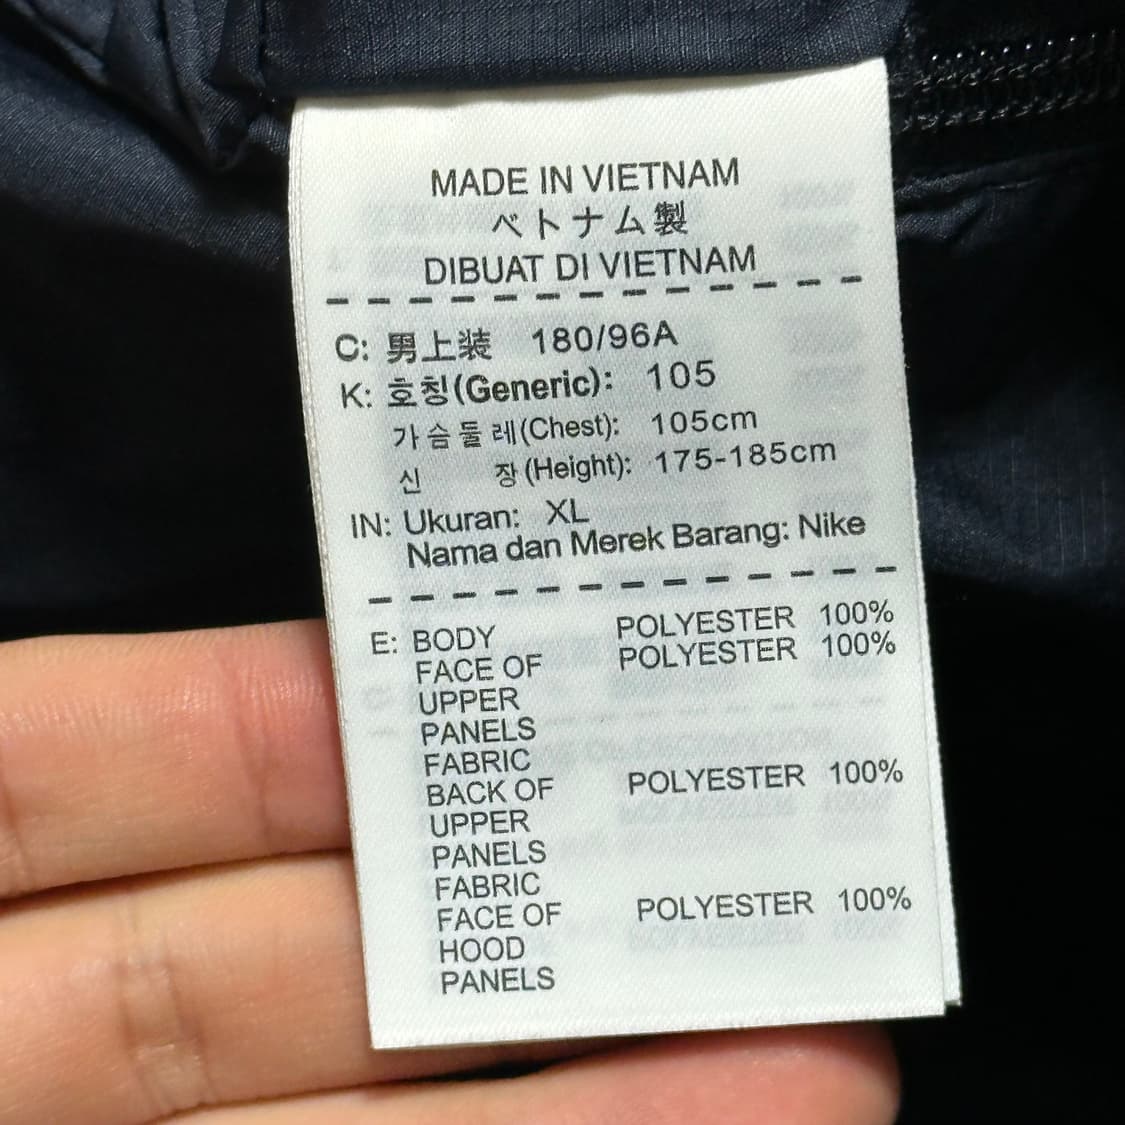 MADE IN VIETNAM
ベトナム製
DIBUAT DI VIETNAM
C: 男上装 180/96A
K: 호칭(Generic): 105
가슴둘레(Chest): 105cm
신 장(Height): 175-185cm
IN: Ukuran: XL
Nama dan Merek Barang: Nike
E: BODY POLYESTER 100%
FACE OF POLYESTER 100%
UPPER
PANELS
FABRIC
BACK OF POLYESTER 100%
UPPER
PANELS
FABRIC
FACE OF POLYESTER 100%
HOOD
PANELS